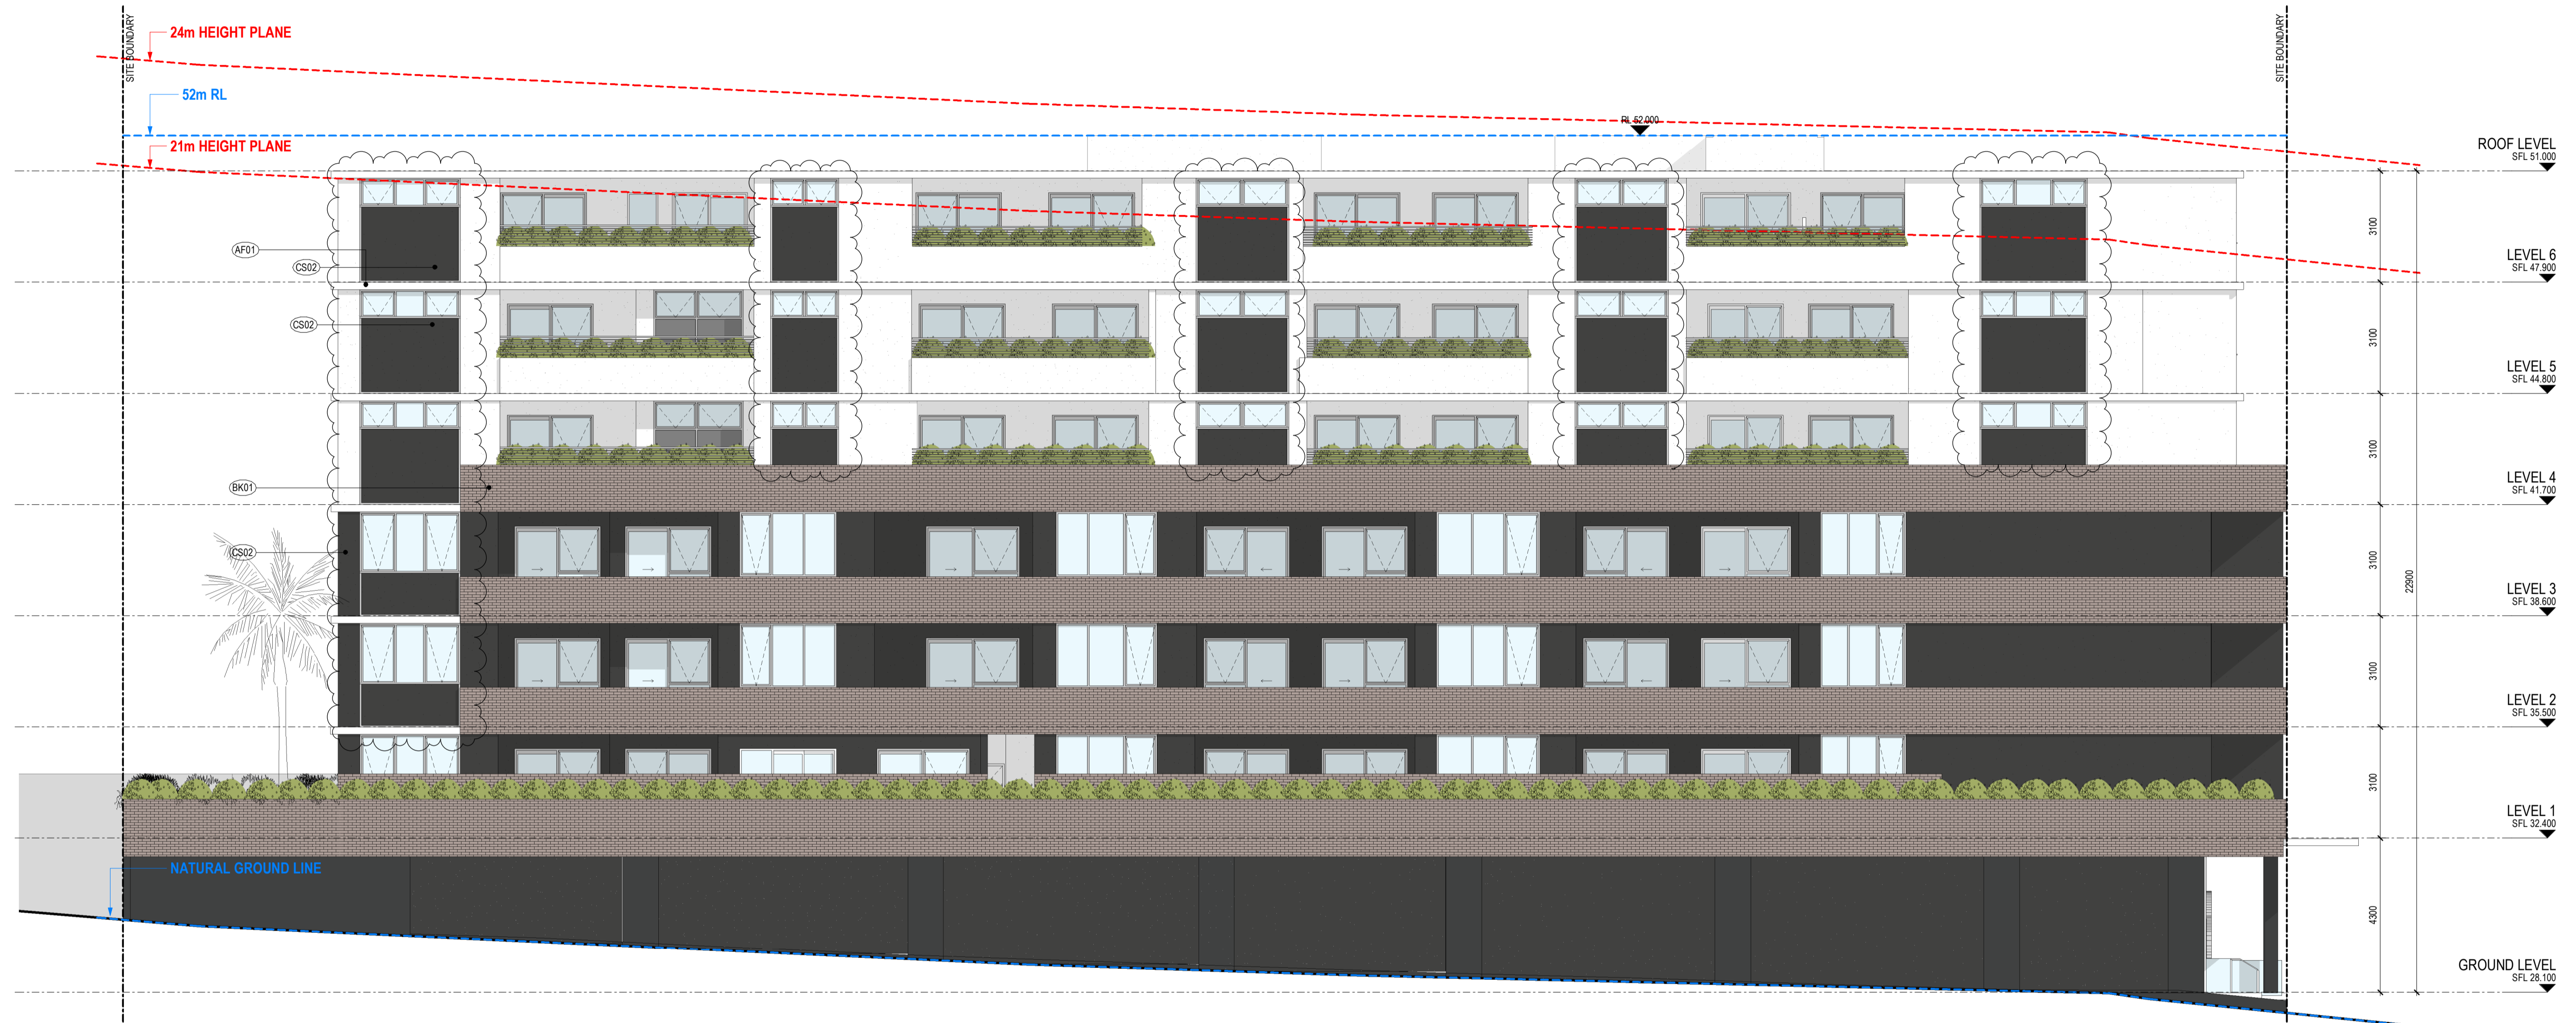 24m HEIGHT PLANE
SITE BOUNDARY
SITE BOUNDARY
52m RL
RL 52.000
21m HEIGHT PLANE
ROOF LEVEL
SFL 51.000
3100
AF01
CS02
LEVEL 6
SFL 47.900
CS02
3100
LEVEL 5
SFL 44.800
3100
BK01
LEVEL 4
SFL 41.700
CS02
3100
22900
LEVEL 3
SFL 38.600
3100
LEVEL 2
SFL 35.500
3100
LEVEL 1
SFL 32.400
NATURAL GROUND LINE
4300
GROUND LEVEL
SFL 28.100